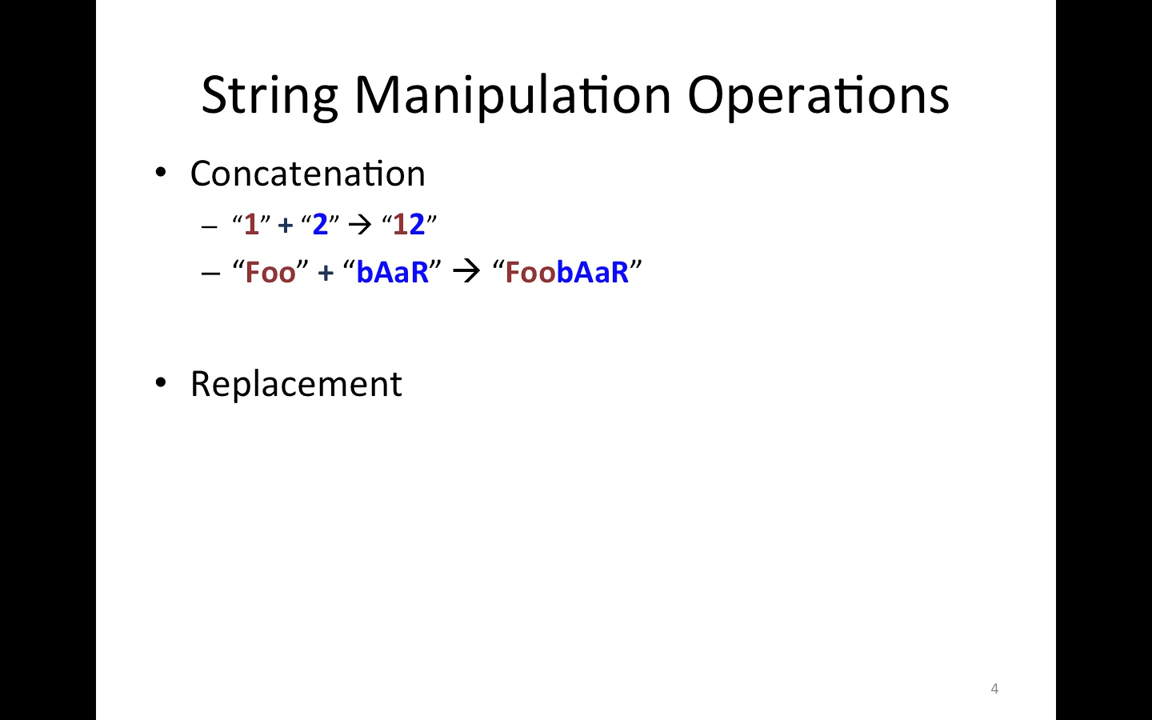 String Manipulation Operations
• Concatenation
– “1” + “2” → “12”
– “Foo” + “bAaR” → “FoobAaR”
• Replacement
4